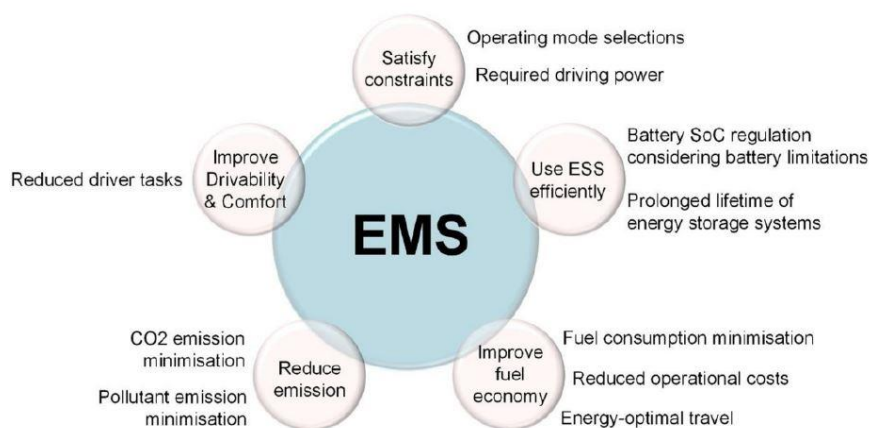 Operating mode selections
Satisfy
constraints
Required driving power
Battery SoC regulation
considering battery limitations
Use ESS
efficiently
Prolonged lifetime of
energy storage systems
Improve
Drivability
& Comfort
Reduced driver tasks
EMS
CO2 emission
minimisation
Reduce
emission
Pollutant emission
minimisation
Improve
fuel
economy
Fuel consumption minimisation
Reduced operational costs
Energy-optimal travel